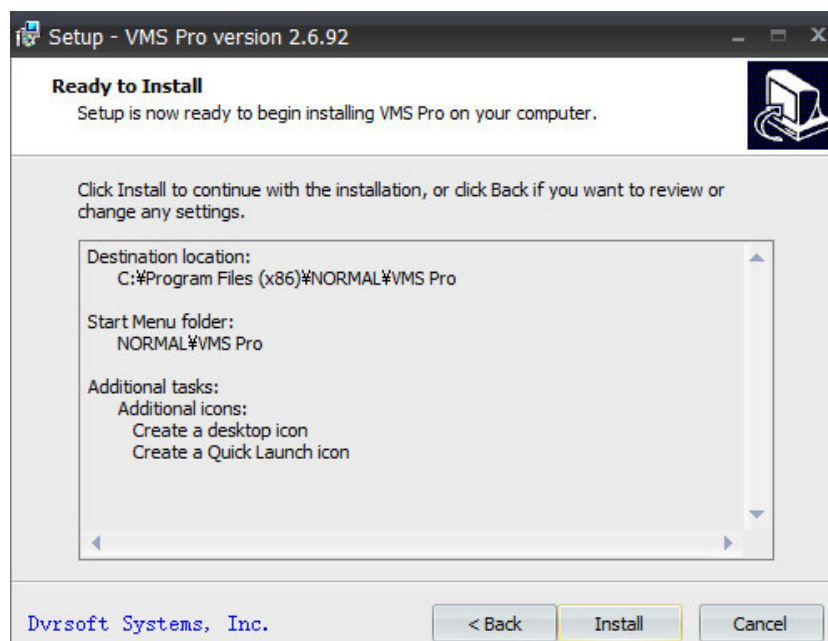 Setup - VMS Pro version 2.6.92
Ready to Install
Setup is now ready to begin installing VMS Pro on your computer.
Click Install to continue with the installation, or click Back if you want to review or
change any settings.
Destination location:
C:¥Program Files (x86)¥NORMAL¥VMS Pro
Start Menu folder:
NORMAL¥VMS Pro
Additional tasks:
Additional icons:
Create a desktop icon
Create a Quick Launch icon
Dvrsoft Systems, Inc.
< Back
Install
Cancel